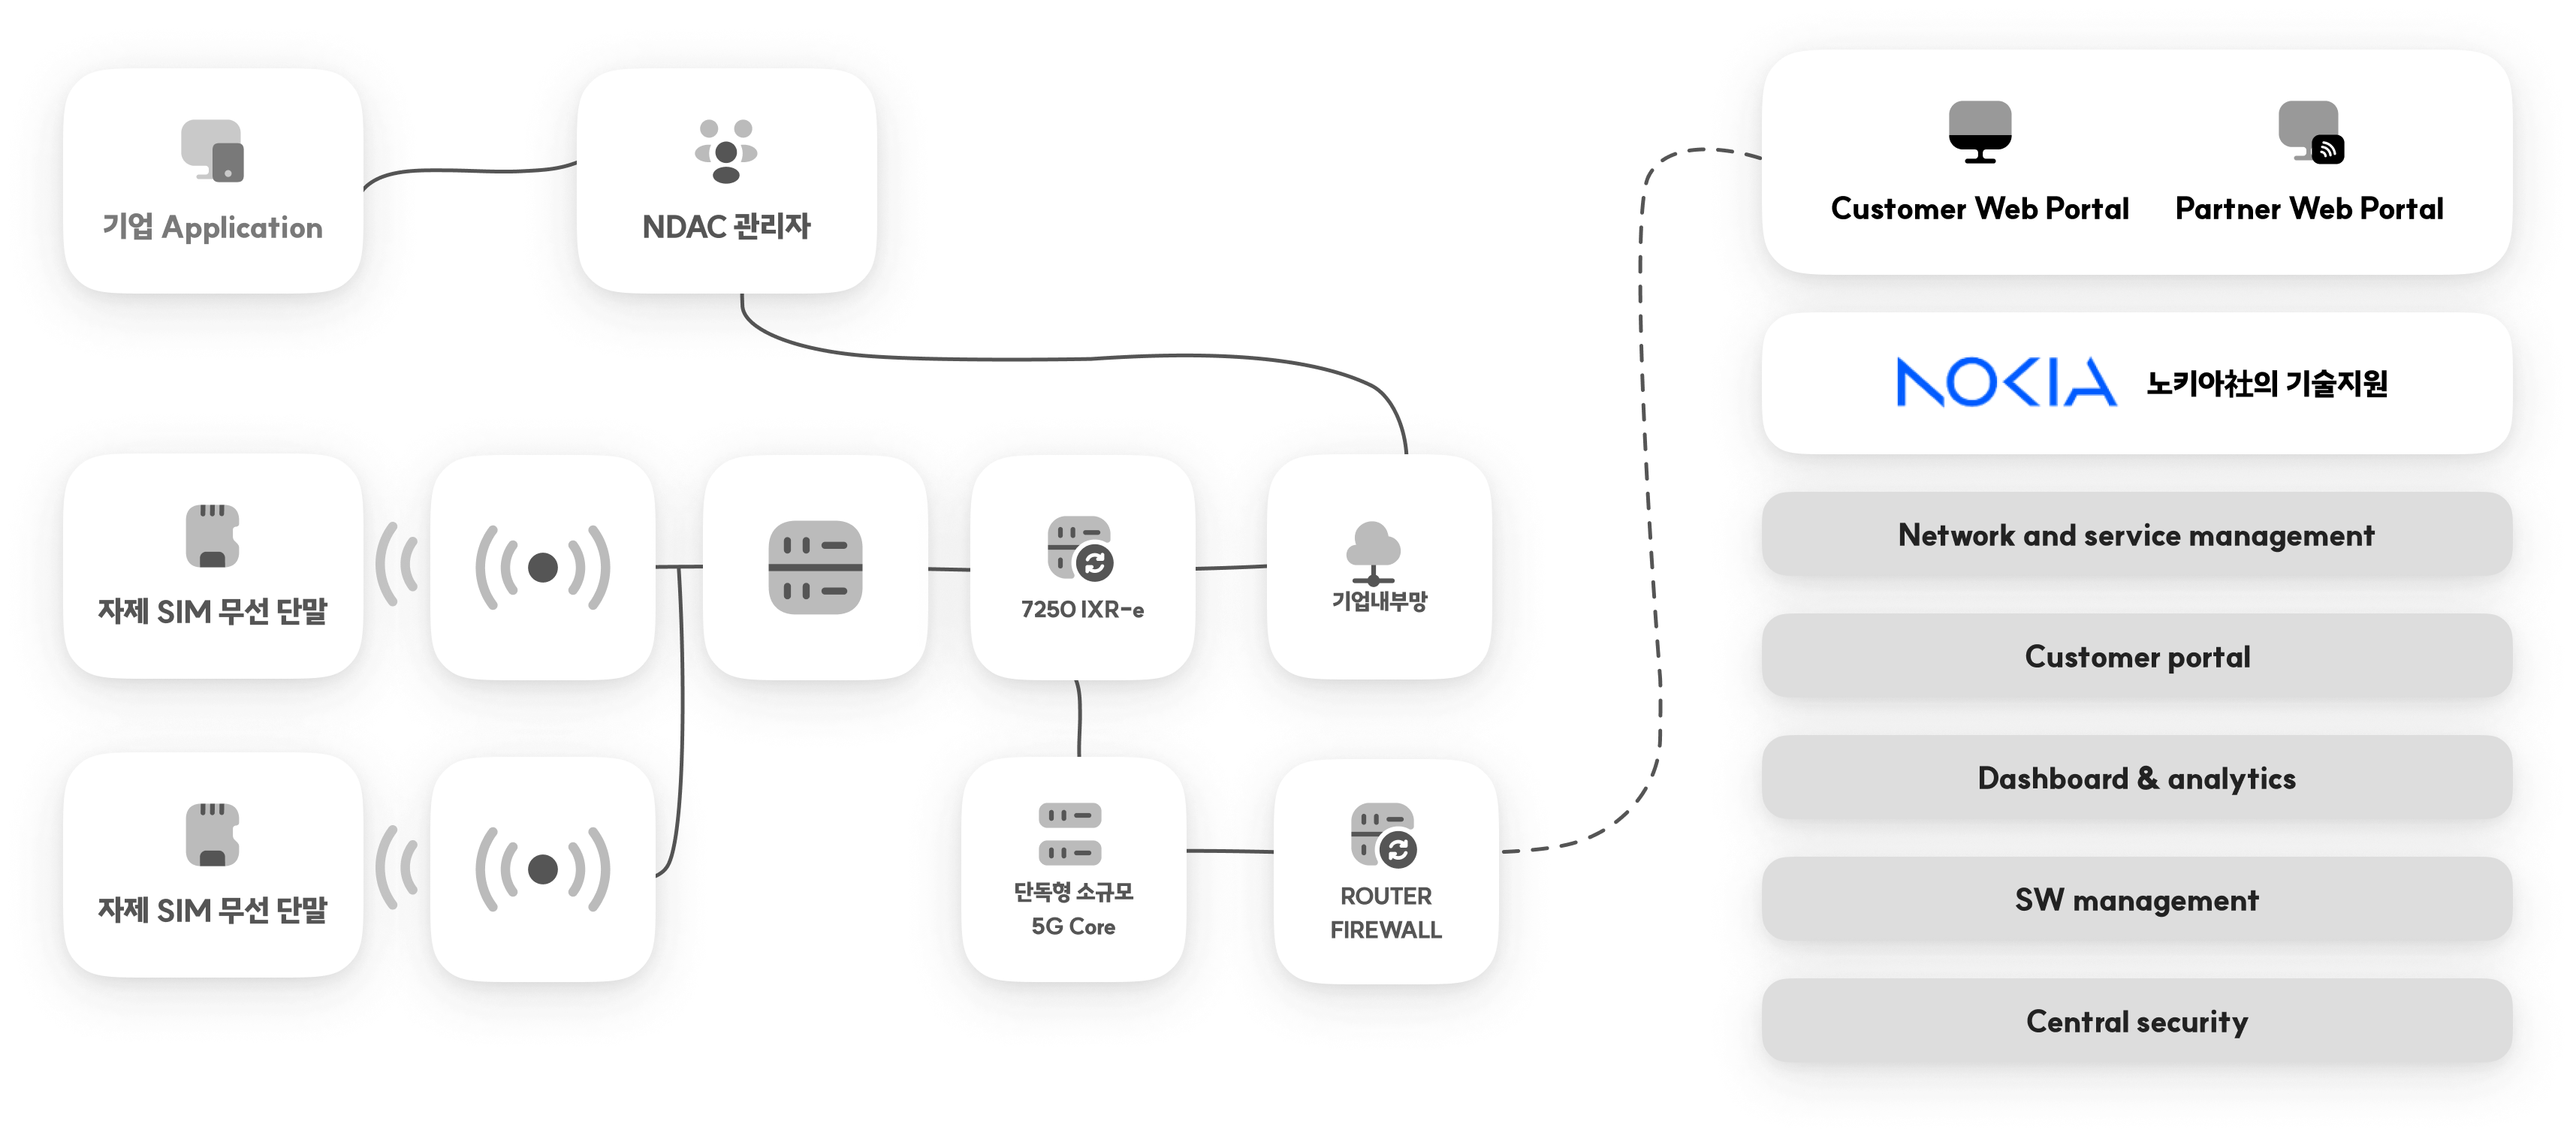 기업 Application
NDAC 관리자
Customer Web Portal
Partner Web Portal
NOKIA 노키아社의 기술지원
자제 SIM 무선 단말
7250 IXR-e
기업내부망
Network and service management
Customer portal
Dashboard & analytics
자제 SIM 무선 단말
단독형 소규모
5G Core
ROUTER
FIREWALL
SW management
Central security